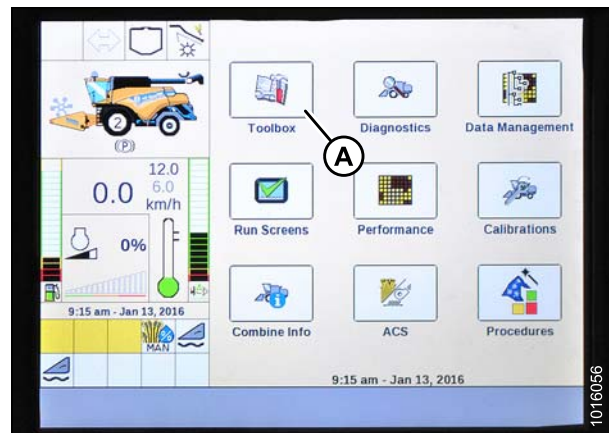 Toolbox
Diagnostics
Data Management
A
2
(P)
12.0
0.0
6.0
km/h
Run Screens
Performance
Calibrations
0%
9:15 am - Jan 13, 2016
MAN
Combine Info
ACS
Procedures
9:15 am - Jan 13, 2016
1016056